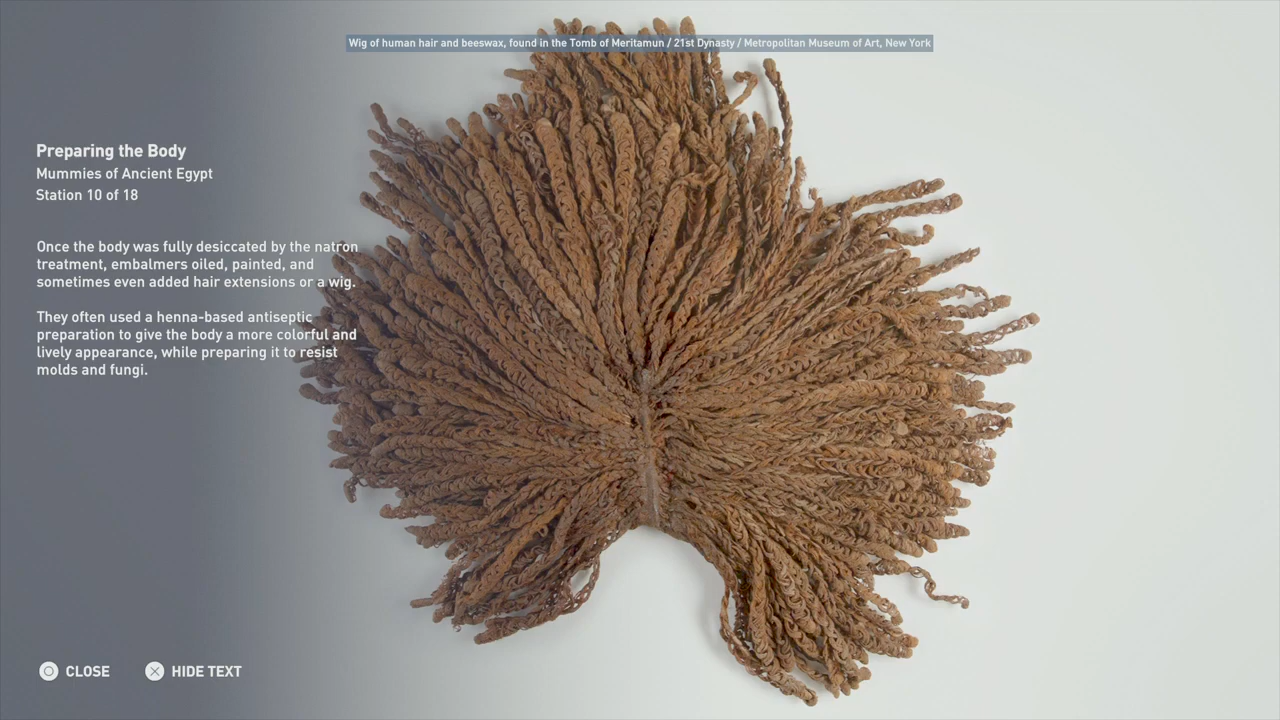 Wig of human hair and beeswax, found in the Tomb of Meritamun / 21st Dynasty / Metropolitan Museum of Art, New York
Preparing the Body
Mummies of Ancient Egypt
Station 10 of 18
Once the body was fully desiccated by the natron
treatment, embalmers oiled, painted, and
sometimes even added hair extensions or a wig.
They often used a henna-based antiseptic
preparation to give the body a more colorful and
lively appearance, while preparing it to resist
molds and fungi.
CLOSE
HIDE TEXT